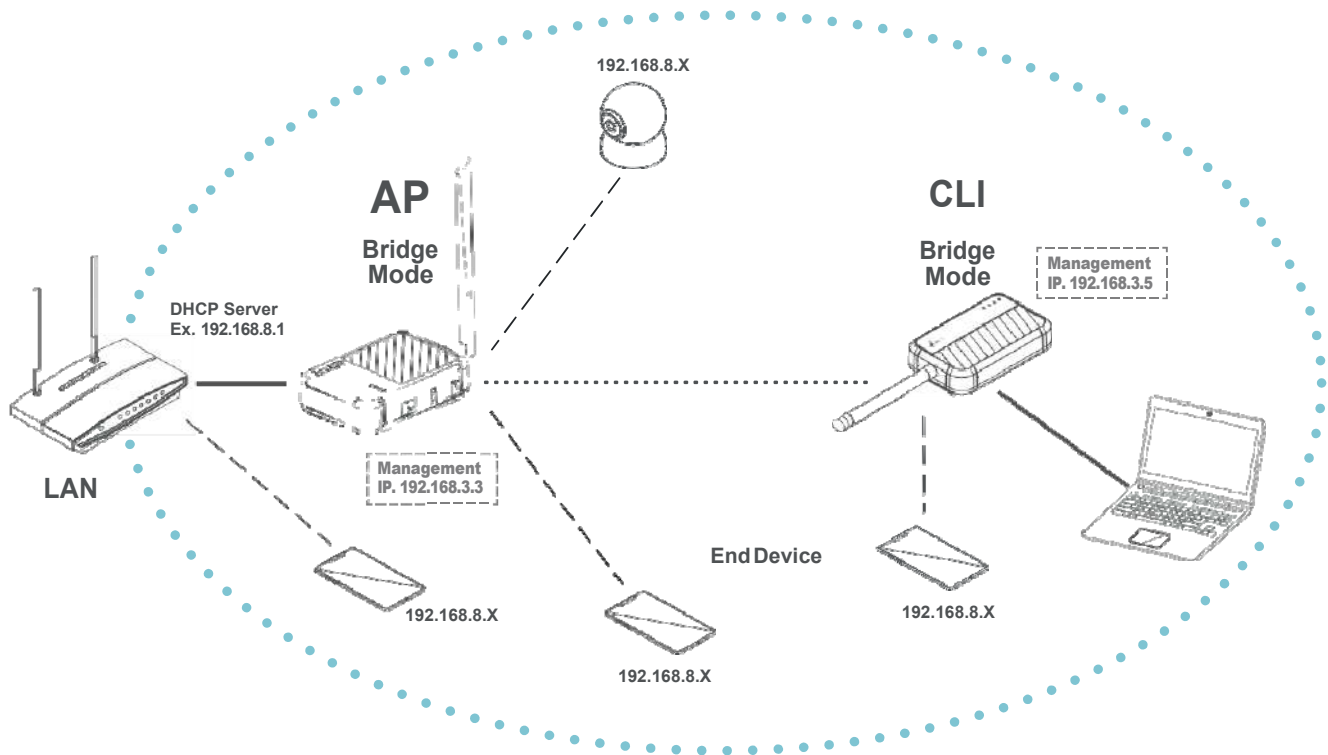 192.168.8.X
AP
Bridge
Mode
CLI
Bridge
Mode
Management
IP. 192.168.3.5
DHCP Server
Ex. 192.168.8.1
LAN
Management
IP. 192.168.3.3
End Device
192.168.8.X
192.168.8.X
192.168.8.X